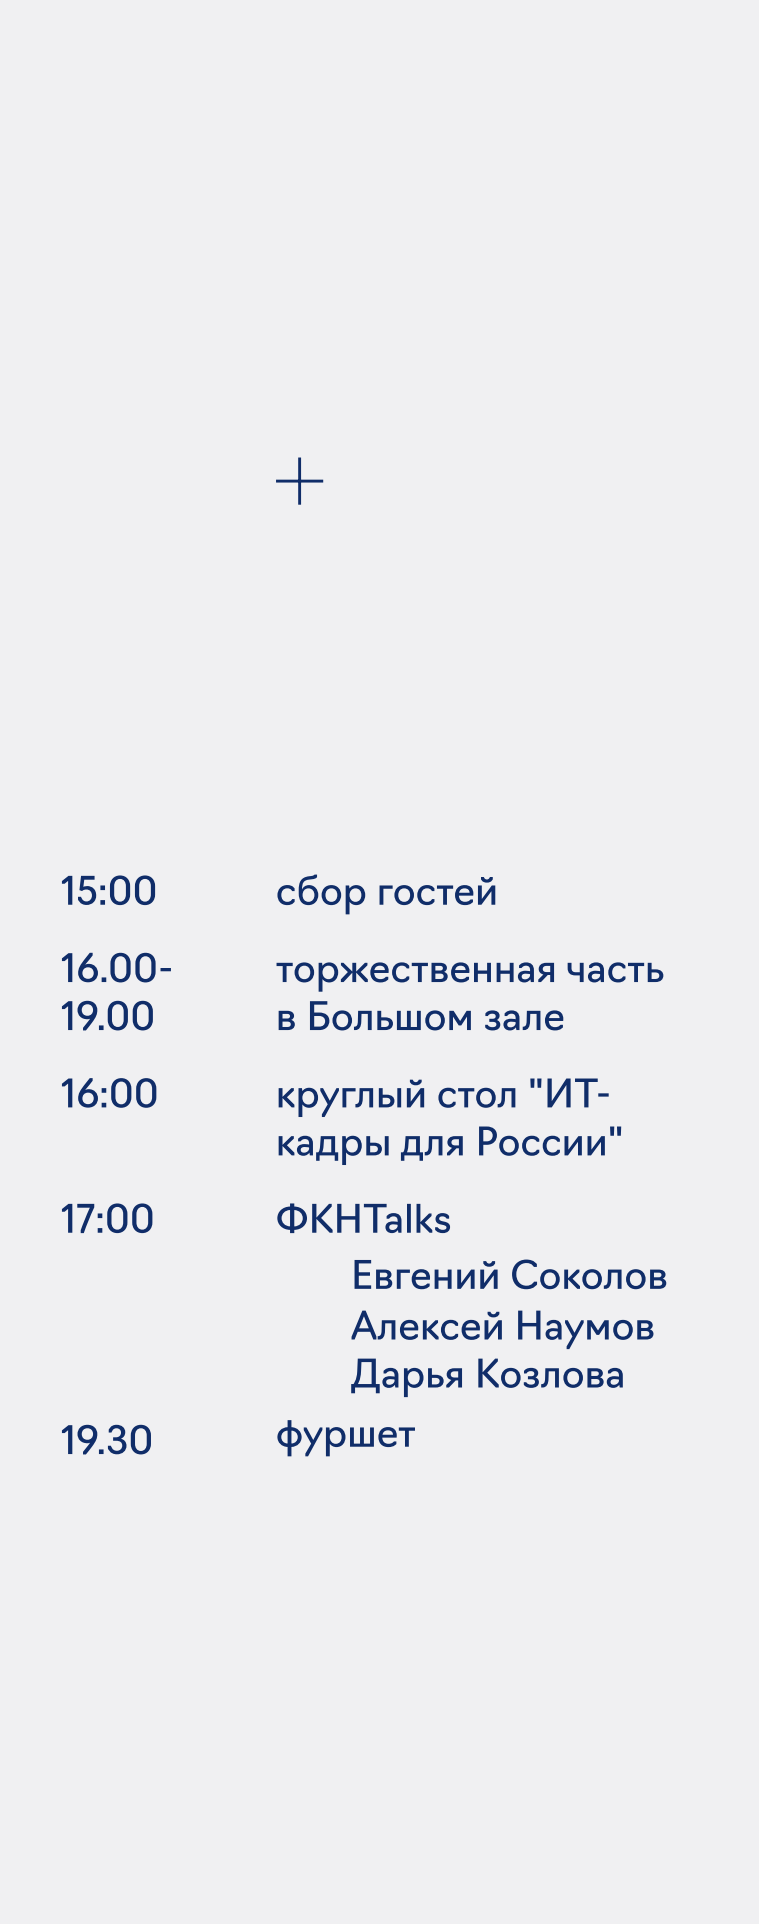 15:00 сбор гостей
16.00- торжественная часть
19.00 в Большом зале
16:00 круглый стол "ИТ-
кадры для России"
17:00 ФКНTalks
Евгений Соколов
Алексей Наумов
Дарья Козлова
19.30 фуршет